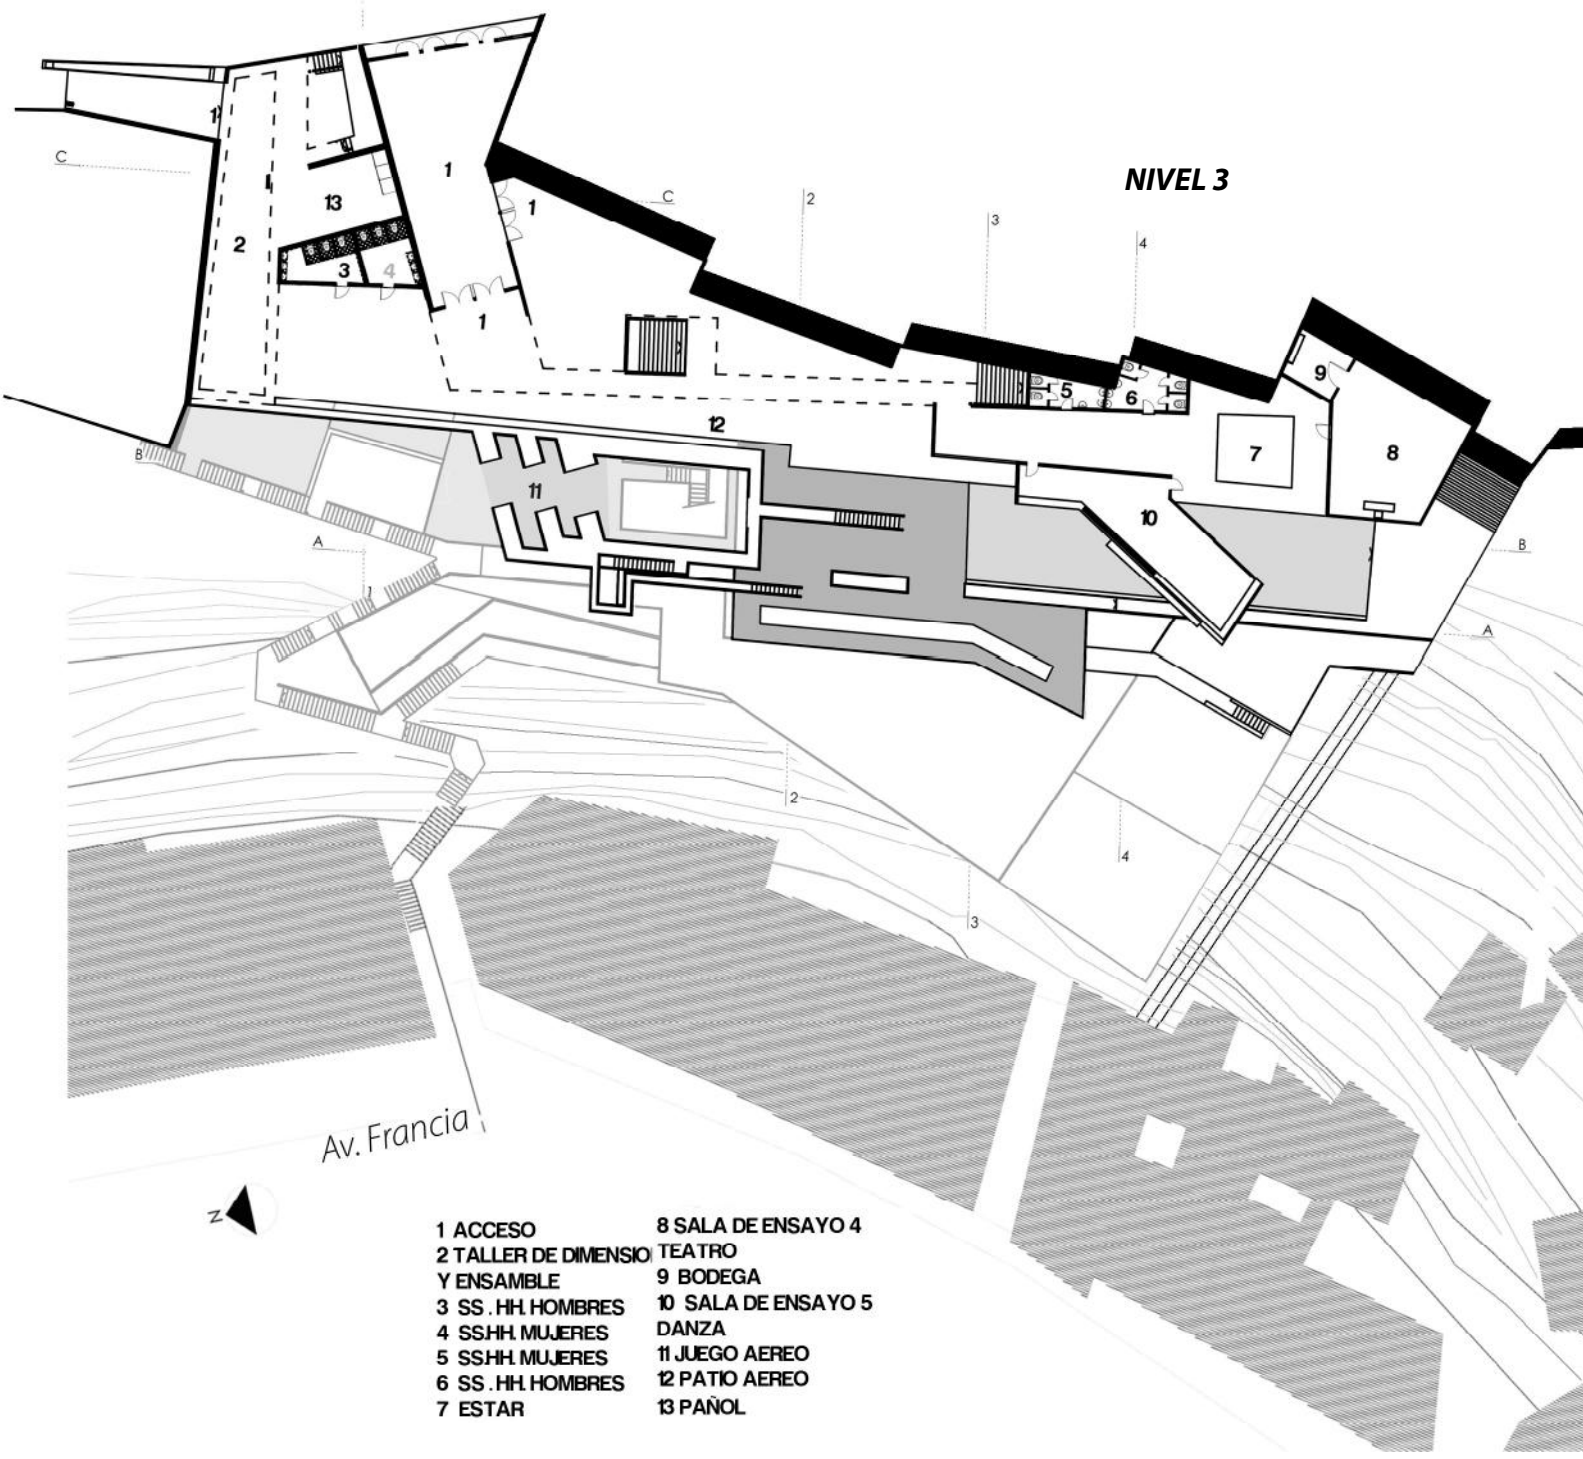 NIVEL 3
1
C
1
C
1
2
3
4
13
2
3
4
1
9
5
6
12
7
8
B
11
10
A
B
1
A
2
4
3
Av. Francia
N
1 ACCESO
2 TALLER DE DIMENSIO
Y ENSAMBLE
3 SS . HH. HOMBRES
4 SS.HH. MUJERES
5 SS.HH. MUJERES
6 SS . HH. HOMBRES
7 ESTAR
8 SALA DE ENSAYO 4
TEATRO
9 BODEGA
10 SALA DE ENSAYO 5
DANZA
11 JUEGO AEREO
12 PATIO AEREO
13 PAÑOL